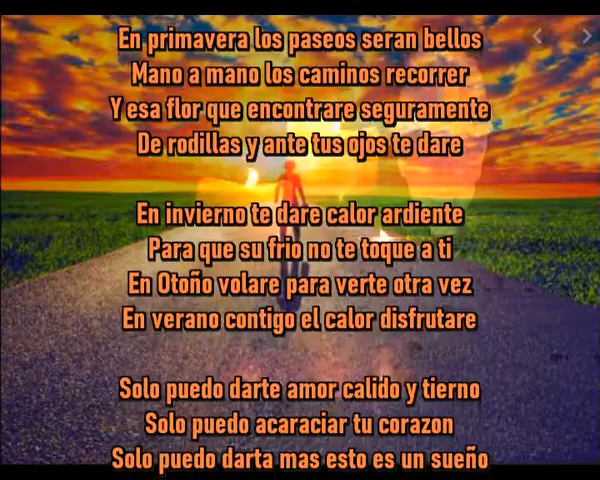 En primavera los paseos seran bellos
Mano a mano los caminos recorrer
Y esa flor que encontrare seguramente
De rodillas y ante tus ojos te dare
En invierno te dare calor ardiente
Para que su frio no te toque a ti
En Otoño volare para verte otra vez
En verano contigo el calor disfrutare
Solo puedo darte amor calido y tierno
Solo puedo acaraciar tu corazon
Solo puedo darta mas esto es un sueño